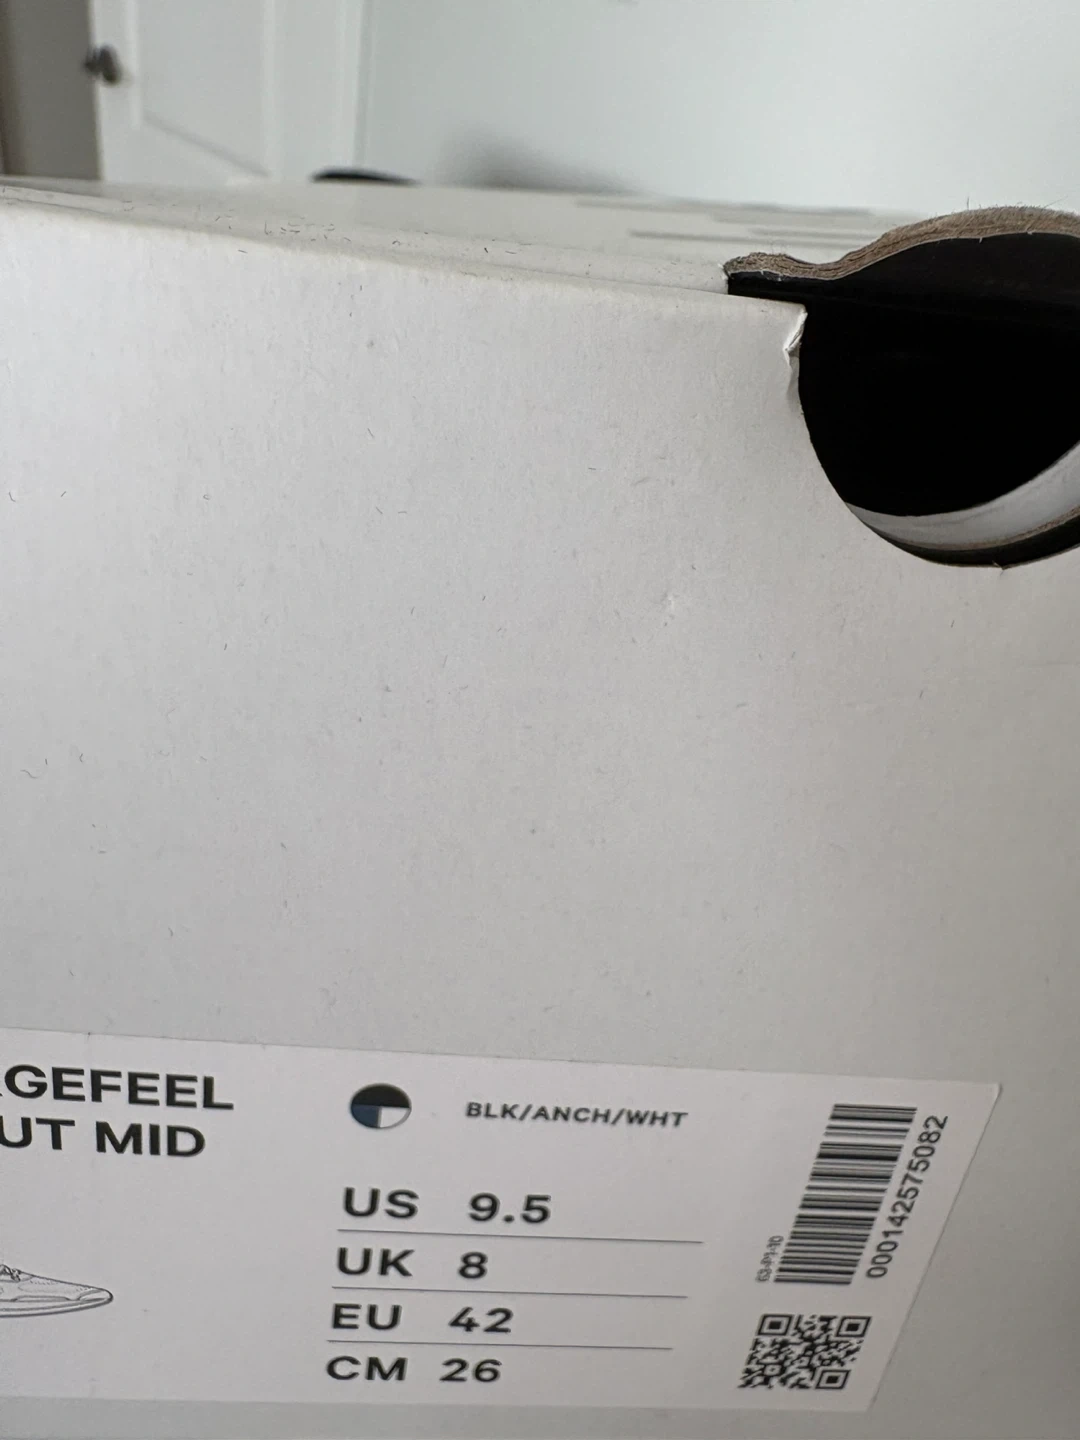 GEFEEL
UT MID
BLK/ANCH/WHT
US 9.5
UK 8
EU 42
CM 26
000142575082